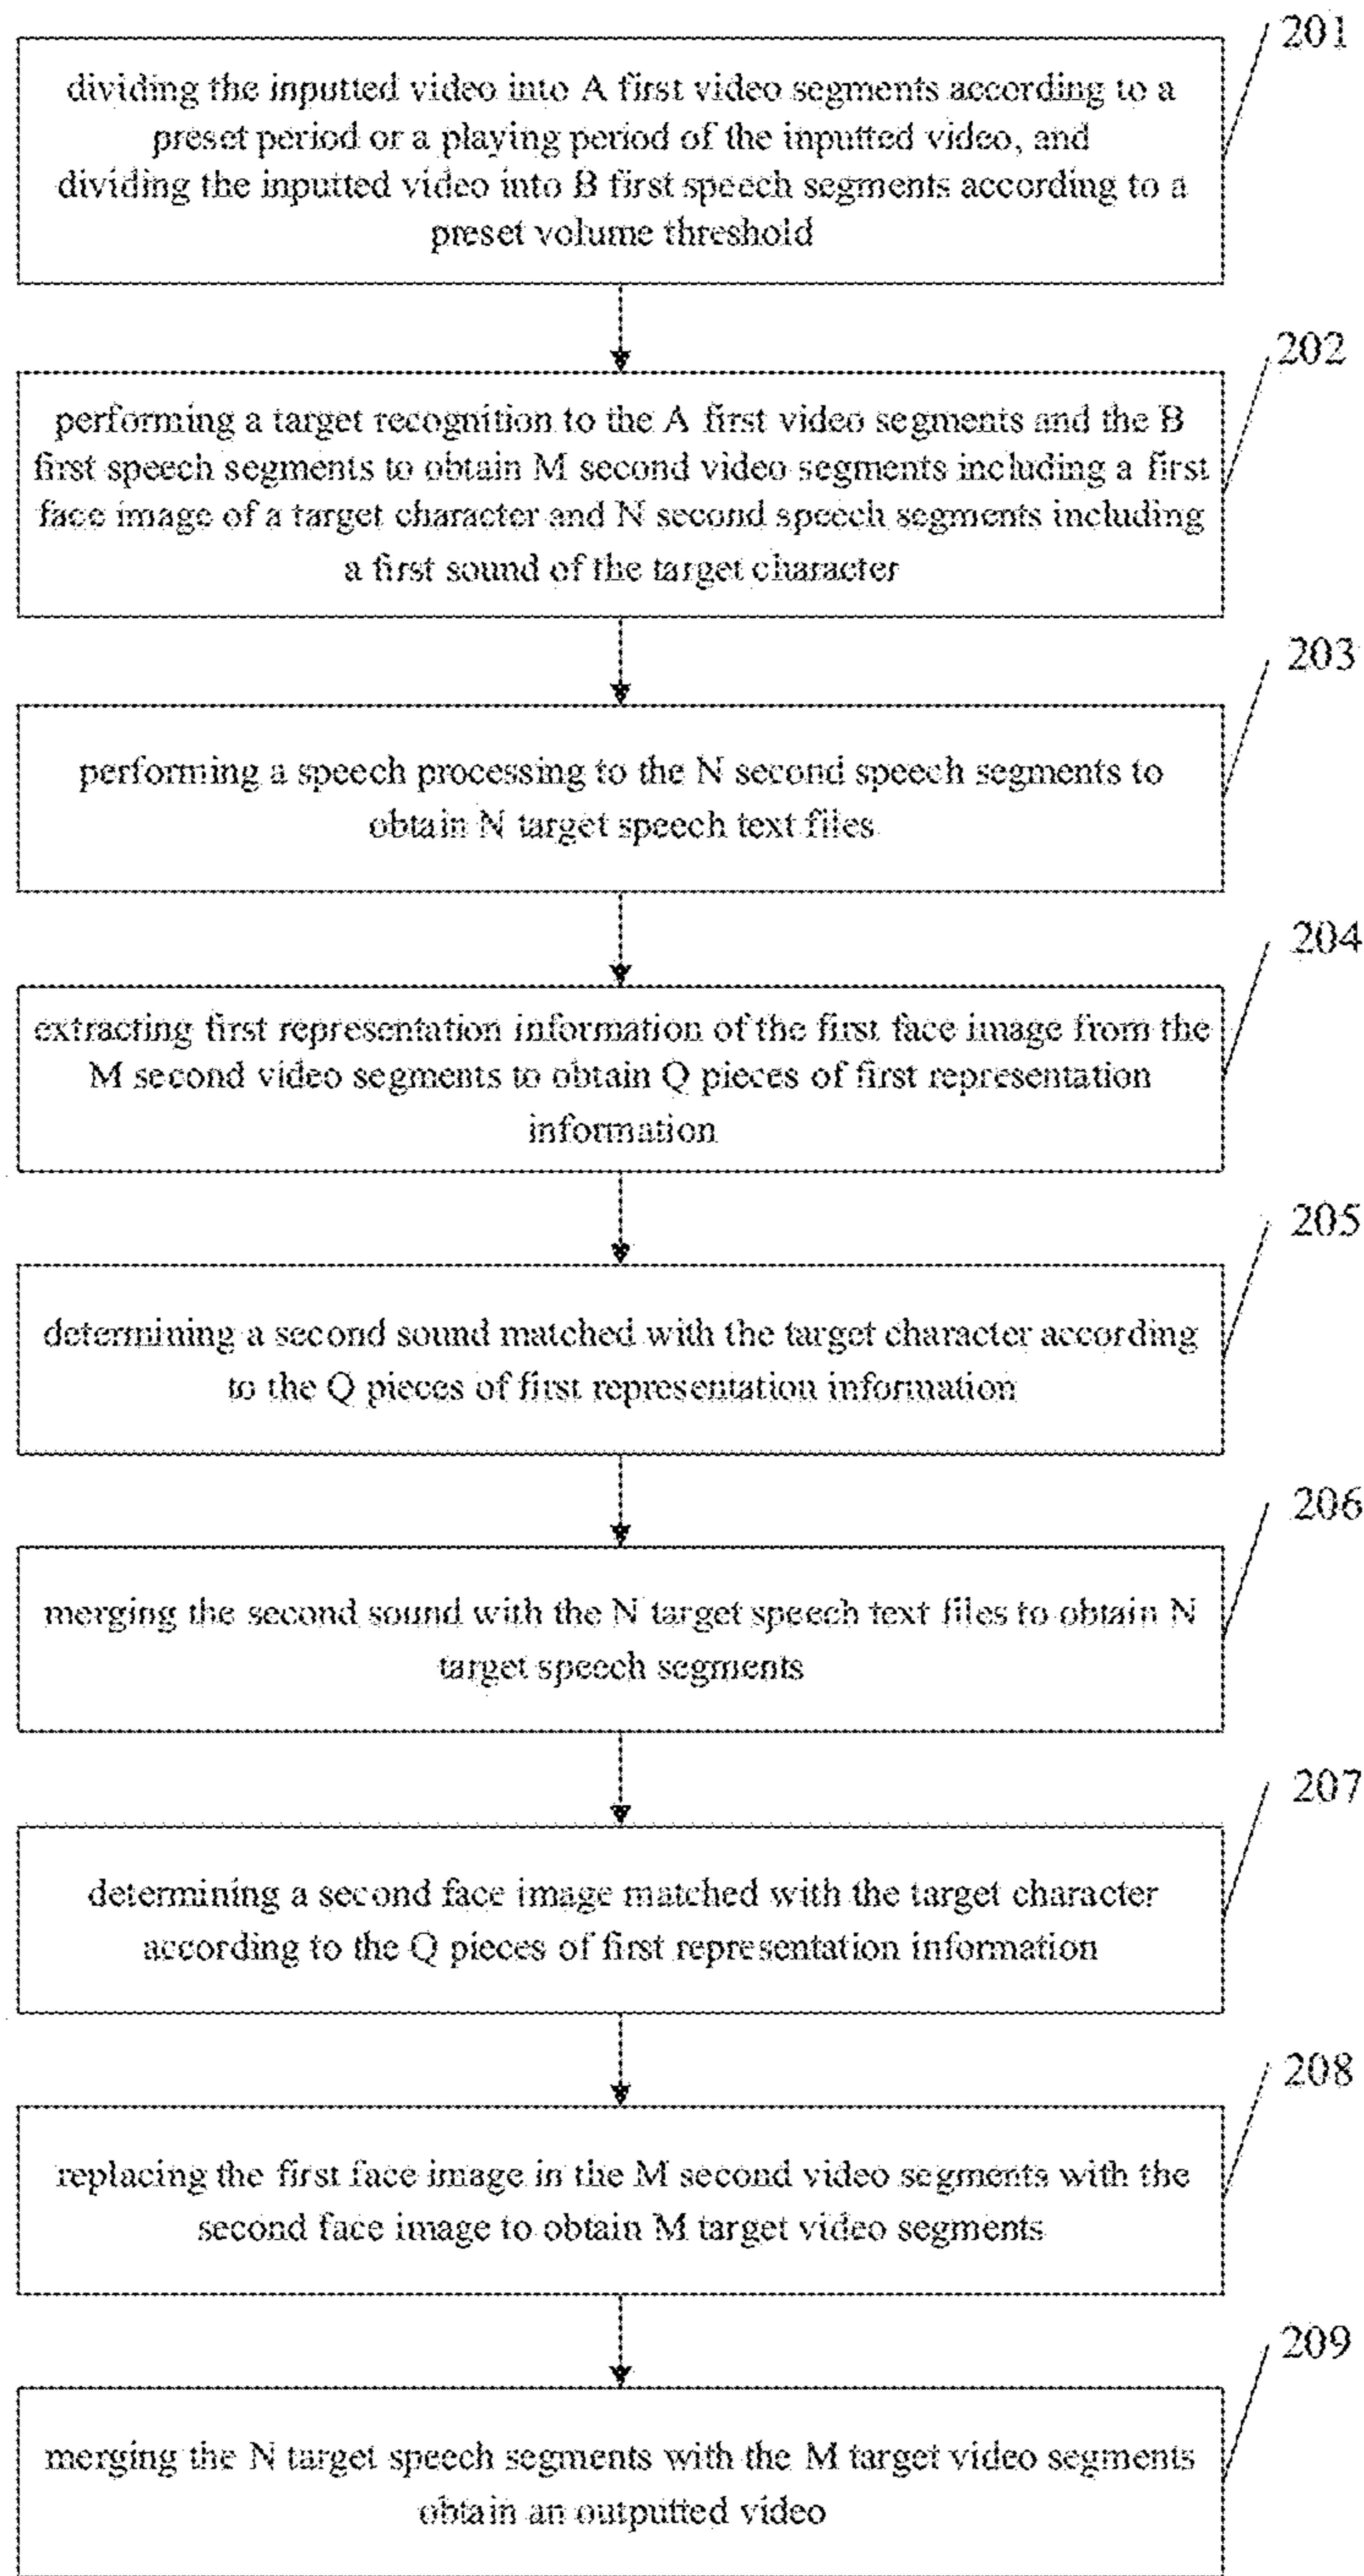 201
dividing the inputted video into A first video segments according to a
preset period or a playing period of the inputted video, and
dividing the inputted video into B first speech segments according to a
preset volume threshold
202
performing a target recognition to the A first video segments and the B
first speech segments to obtain M second video segments including a first
face image of a target character and N second speech segments including
a first sound of the target character
203
performing a speech processing to the N second speech segments to
obtain N target speech text files
204
extracting first representation information of the first face image from the
M second video segments to obtain Q pieces of first representation
information
205
determining a second sound matched with the target character according
to the Q pieces of first representation information
206
merging the second sound with the N target speech text files to obtain N
target speech segments
207
determining a second face image matched with the target character
according to the Q pieces of first representation information
208
replacing the first face image in the M second video segments with the
second face image to obtain M target video segments
209
merging the N target speech segments with the M target video segments
obtain an outputted video